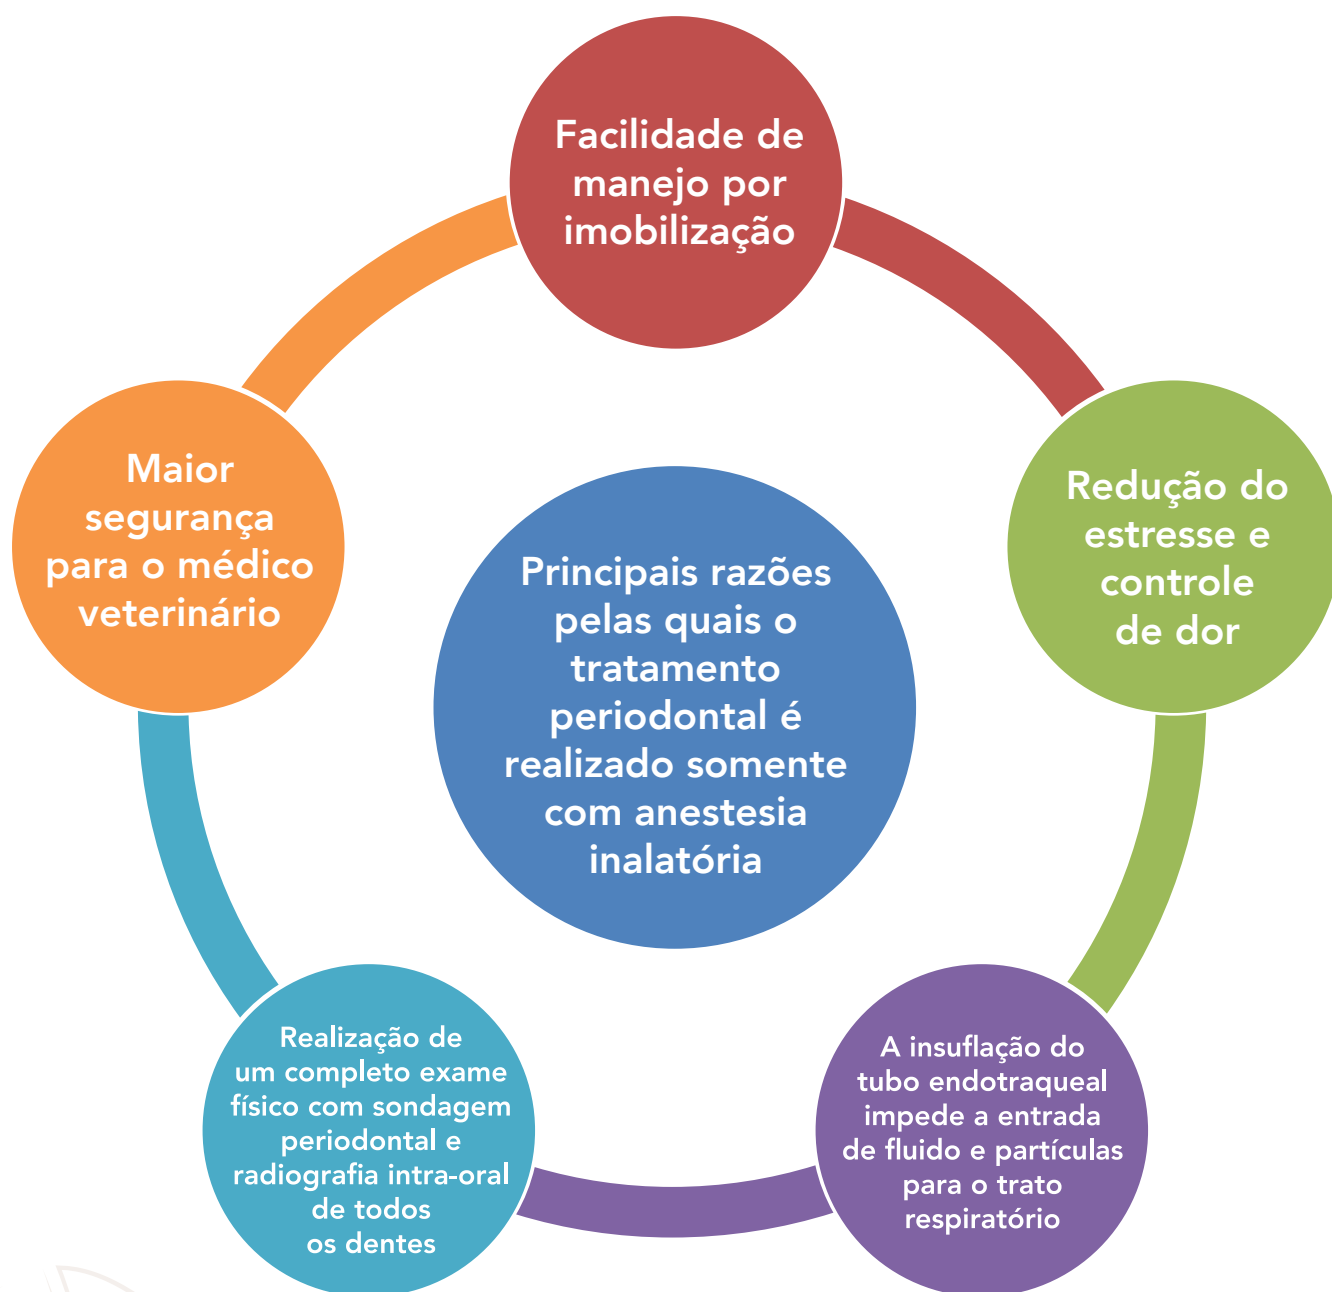 Facilidade de
manejo por
imobilização
Maior
segurança
para o médico
veterinário
Redução do
estresse e
controle
de dor
Principais razões
pelas quais o
tratamento
periodontal é
realizado somente
com anestesia
inalatória
Realização de
um completo exame
físico com sondagem
periodontal e
radiografia intra-oral
de todos
os dentes
A insuflação do
tubo endotraqueal
impede a entrada
de fluido e partículas
para o trato
respiratório